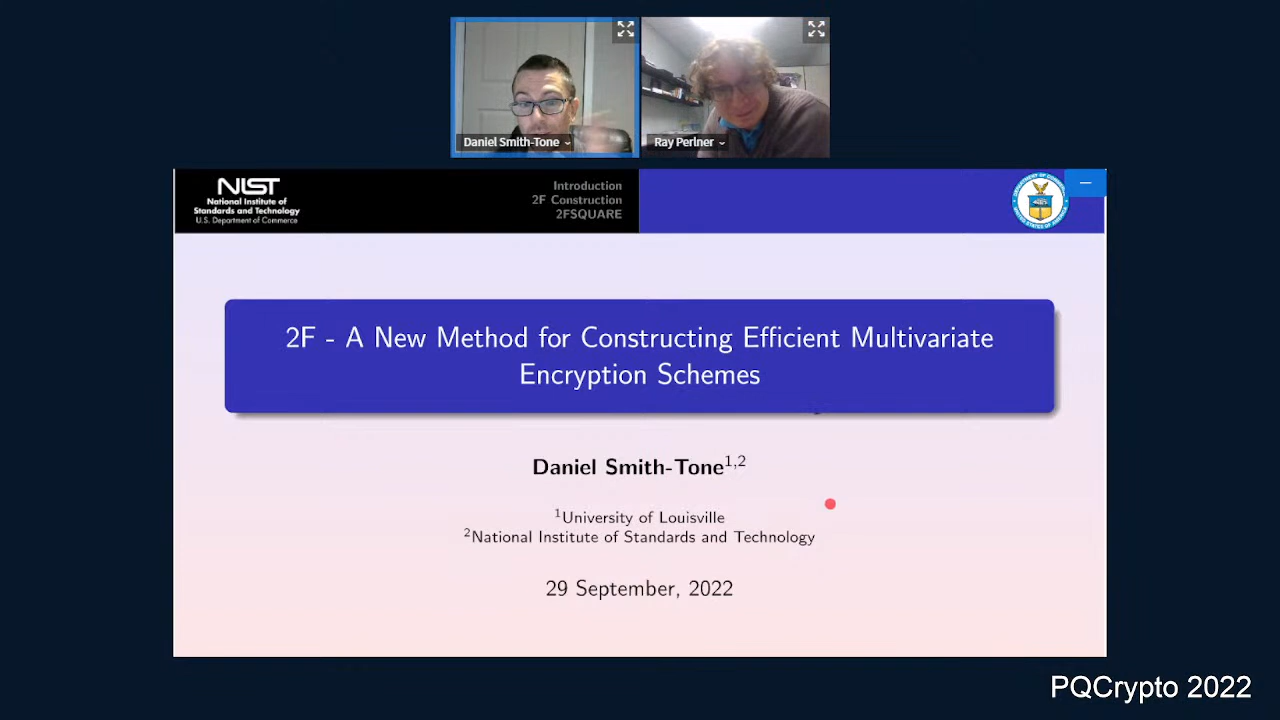 Daniel Smith-Tone
Ray Perlner
NIST
National Institute of
Standards and Technology
U.S. Department of Commerce
Introduction
2F Construction
2FSQUARE
2F - A New Method for Constructing Efficient Multivariate
Encryption Schemes
Daniel Smith-Tone1,2
1University of Louisville
2National Institute of Standards and Technology
29 September, 2022
PQCrypto 2022